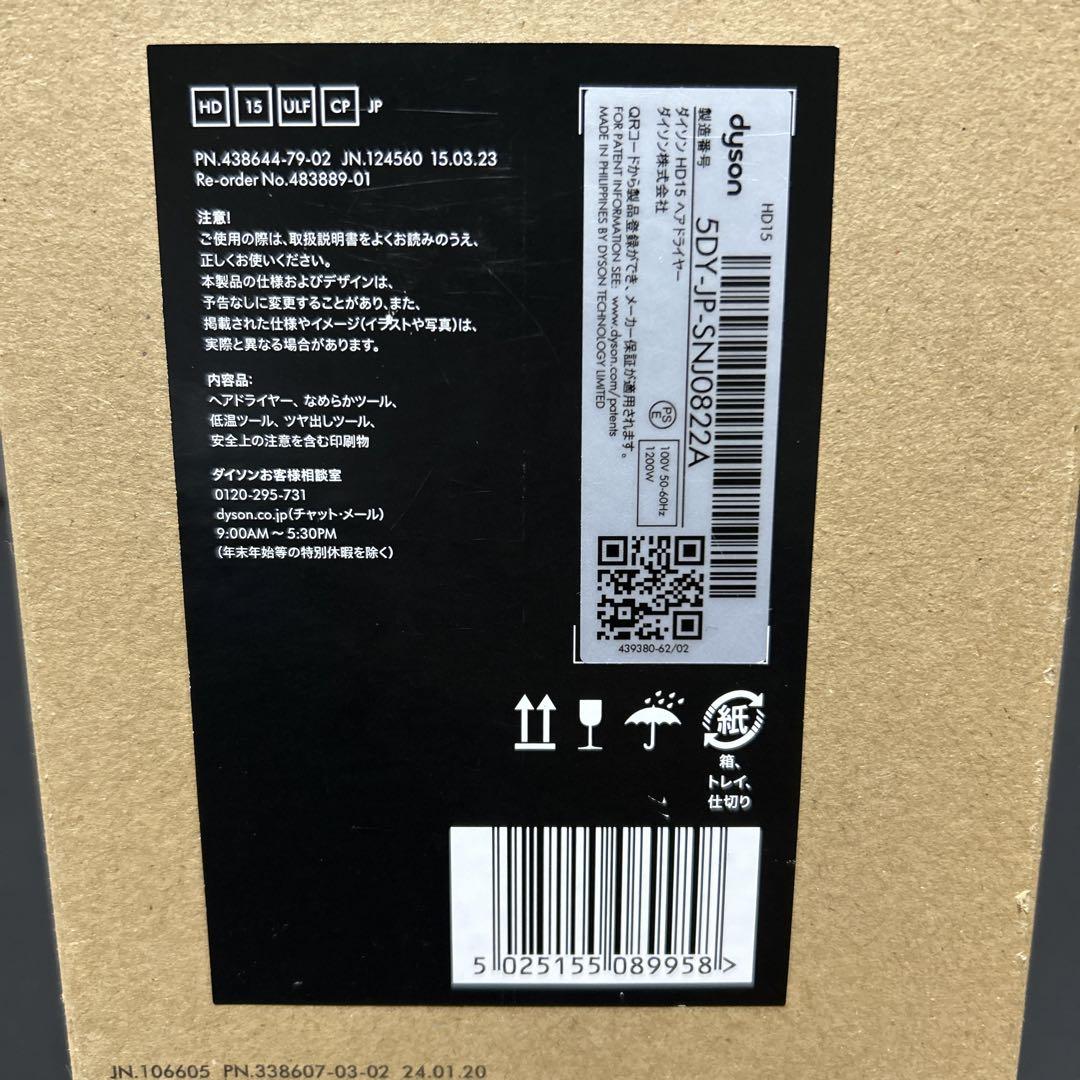 HD 15 ULF CP JP
PN.438644-79-02 JN.124560 15.03.23
Re-order No.483889-01
注意!
ご使用の際は、取扱説明書をよくお読みのうえ、
正しくお使いください。
本製品の仕様およびデザインは、
予告なしに変更することがあり、また、
掲載された仕様やイメージ(イラストや写真)は、
実際と異なる場合があります。
内容品:
ヘアドライヤー、なめらかツール、
低温ツール、ツヤ出しツール、
安全上の注意を含む印刷物
ダイソンお客様相談室
0120-295-731
dyson.co.jp(チャット・メール)
9:00AM ~ 5:30PM
(年末年始等の特別休暇を除く)
dyson
HD15
製造番号 5DY-JP-SNJ0822A
ダイソン HD15 ヘアドライヤー
ダイソン株式会社
PS E
100V 50-60Hz
1200W
QRコードから製品登録ができ、メーカー保証が適用されます。
FOR PATENT INFORMATION SEE: www.dyson.com/patents
MADE IN PHILIPPINES BY DYSON TECHNOLOGY LIMITED
439380-62/02
紙
箱、
トレイ、
仕切り
5 025155 089958 >
JN.106605 PN.338607-03-02 24.01.20